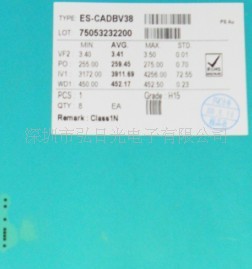 TYPE ES-CADBV38
LOT 75053232200
MIN AVG. MAX STD
VF2 3.40 3.41 3.50 0.01
PO 255.00 259.45 275.00 0.70
IV1 3172.00 3911.69 4256.00 72.55
WD1 450.00 452.17 452.50 0.23
PCS 1 Grade : H15
QTY 8 EA
Remark : Class1N
深圳市弘日光电子有限公司